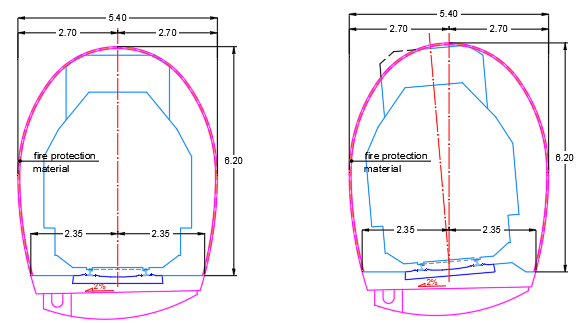 5.40
2.70 2.70
fire protection
material
6.20
2.35 2.35
2%
5.40
2.70 2.70
fire protection
material
6.20
2.35 2.35
2%